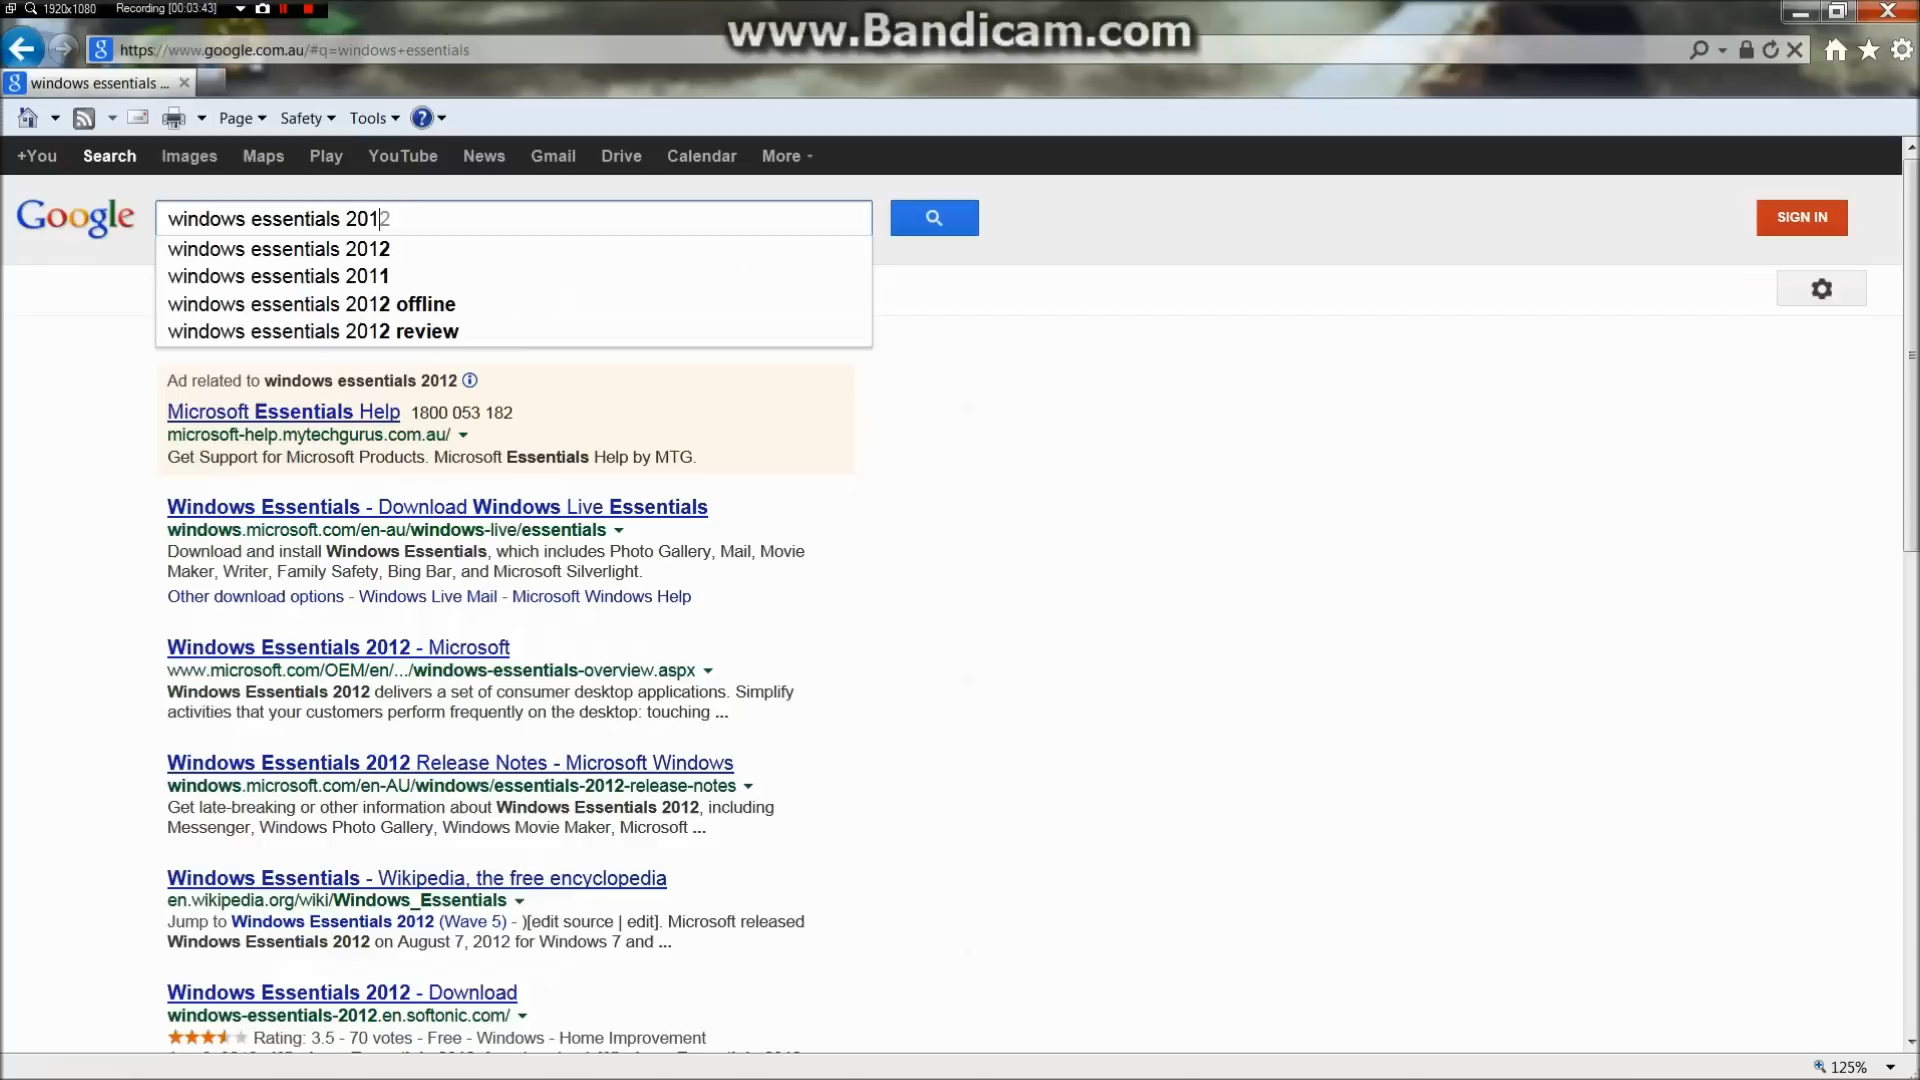 1920x1080 Recording [00:03:43]
www.Bandicam.com
https://www.google.com.au/#q=windows+essentials
windows essentials ...
Page Safety Tools
+You Search Images Maps Play YouTube News Gmail Drive Calendar More
Google windows essentials 2012 SIGN IN
windows essentials 2012
windows essentials 2011
windows essentials 2012 offline
windows essentials 2012 review
Ad related to windows essentials 2012
Microsoft Essentials Help 1800 053 182
microsoft-help.mytechgurus.com.au/
Get Support for Microsoft Products. Microsoft Essentials Help by MTG.
Windows Essentials - Download Windows Live Essentials
windows.microsoft.com/en-au/windows-live/essentials
Download and install Windows Essentials, which includes Photo Gallery, Mail, Movie
Maker, Writer, Family Safety, Bing Bar, and Microsoft Silverlight.
Other download options - Windows Live Mail - Microsoft Windows Help
Windows Essentials 2012 - Microsoft
www.microsoft.com/OEM/en/.../windows-essentials-overview.aspx
Windows Essentials 2012 delivers a set of consumer desktop applications. Simplify
activities that your customers perform frequently on the desktop: touching ...
Windows Essentials 2012 Release Notes - Microsoft Windows
windows.microsoft.com/en-AU/windows/essentials-2012-release-notes
Get late-breaking or other information about Windows Essentials 2012, including
Messenger, Windows Photo Gallery, Windows Movie Maker, Microsoft ...
Windows Essentials - Wikipedia, the free encyclopedia
en.wikipedia.org/wiki/Windows_Essentials
Jump to Windows Essentials 2012 (Wave 5) - )[edit source | edit]. Microsoft released
Windows Essentials 2012 on August 7, 2012 for Windows 7 and ...
Windows Essentials 2012 - Download
windows-essentials-2012.en.softonic.com/
Rating: 3.5 - 70 votes - Free - Windows - Home Improvement
125%